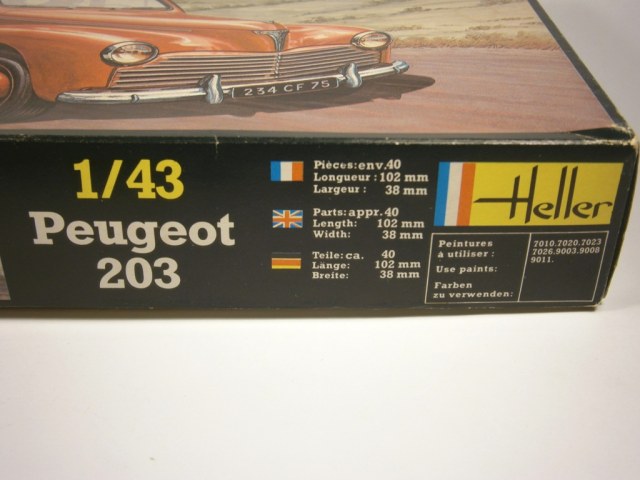 234 CF 75
1/43
Peugeot
203
Pièces:env.40
Longueur : 102 mm
Largeur : 38 mm
Parts: appr. 40
Length: 102 mm
Width: 38 mm
Teile: ca. 40
Länge: 102 mm
Breite: 38 mm
Heller
Peintures
à utiliser :
Use paints:
Farben
zu verwenden:
7010.7020.7023
7026.9003.9008
9011.